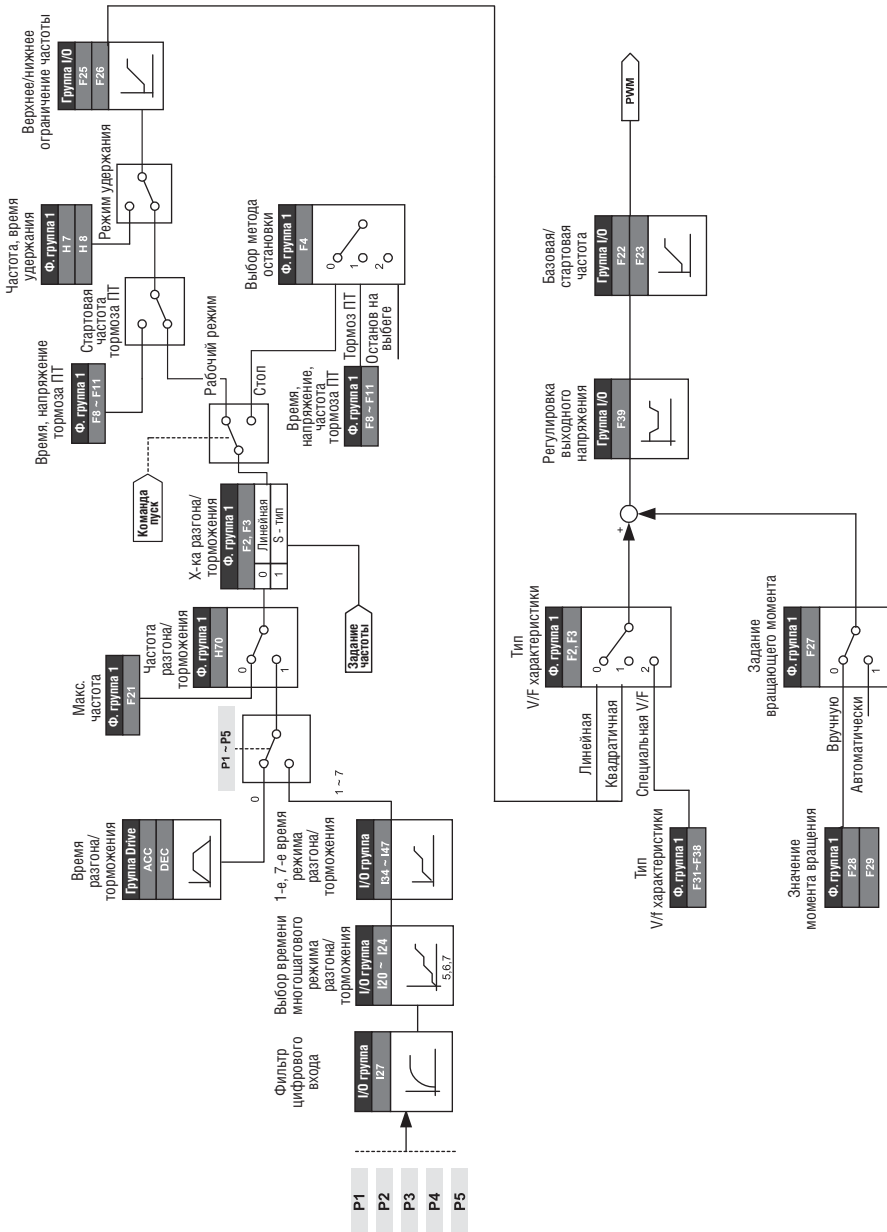 P1
P2
P3
P4
P5
Фильтр
цифрового
входа
I/O группа
I27
Выбор времени
многошагового
режима
разгона/
торможения
I/O группа
I20 ~ I24
5,6,7
1-е, 7-е время
режима
разгона/
торможения
I/O группа
I34 ~ I47
Время
разгона/
торможения
Группа Drive
ACC
DEC
0
1 ~ 7
P1 ~ P5
Макс.
частота
Ф. группа 1
F21
Частота
разгона/
торможения
Ф. группа 1
H70
0
1
Х-ка разгона/
торможения
Ф. группа 1
F2, F3
0
Линейная
1
S - тип
Задание
частоты
Команда
пуск
Рабочий режим
Стоп
Время, напряжение
тормоза ПТ
Ф. группа 1
F8 ~ F11
Стартовая
частота
тормоза ПТ
Время,
напряжение,
частота
тормоза ПТ
Ф. группа 1
F8 ~ F11
Тормоз ПТ
Останов на
выбеге
Выбор метода
остановки
Ф. группа 1
F4
0
1
2
Частота, время
удержания
Ф. группа 1
H 7
H 8
Режим удержания
Верхнее/нижнее
ограничение частоты
Группа I/O
F25
F26
Тип
V/f характеристики
Ф. группа 1
F31~F38
Линейная
Квадратичная
Специальная V/F
Тип
V/F характеристики
Ф. группа 1
F2, F3
0
1
2
Значение
момента вращения
Ф. группа 1
F28
F29
Вручную
Автоматически
Задание
вращающего момента
Ф. группа 1
F27
0
1
+
Регулировка
выходного
напряжения
Группа I/O
F39
Базовая/
стартовая
частота
Группа I/O
F22
F23
PWM